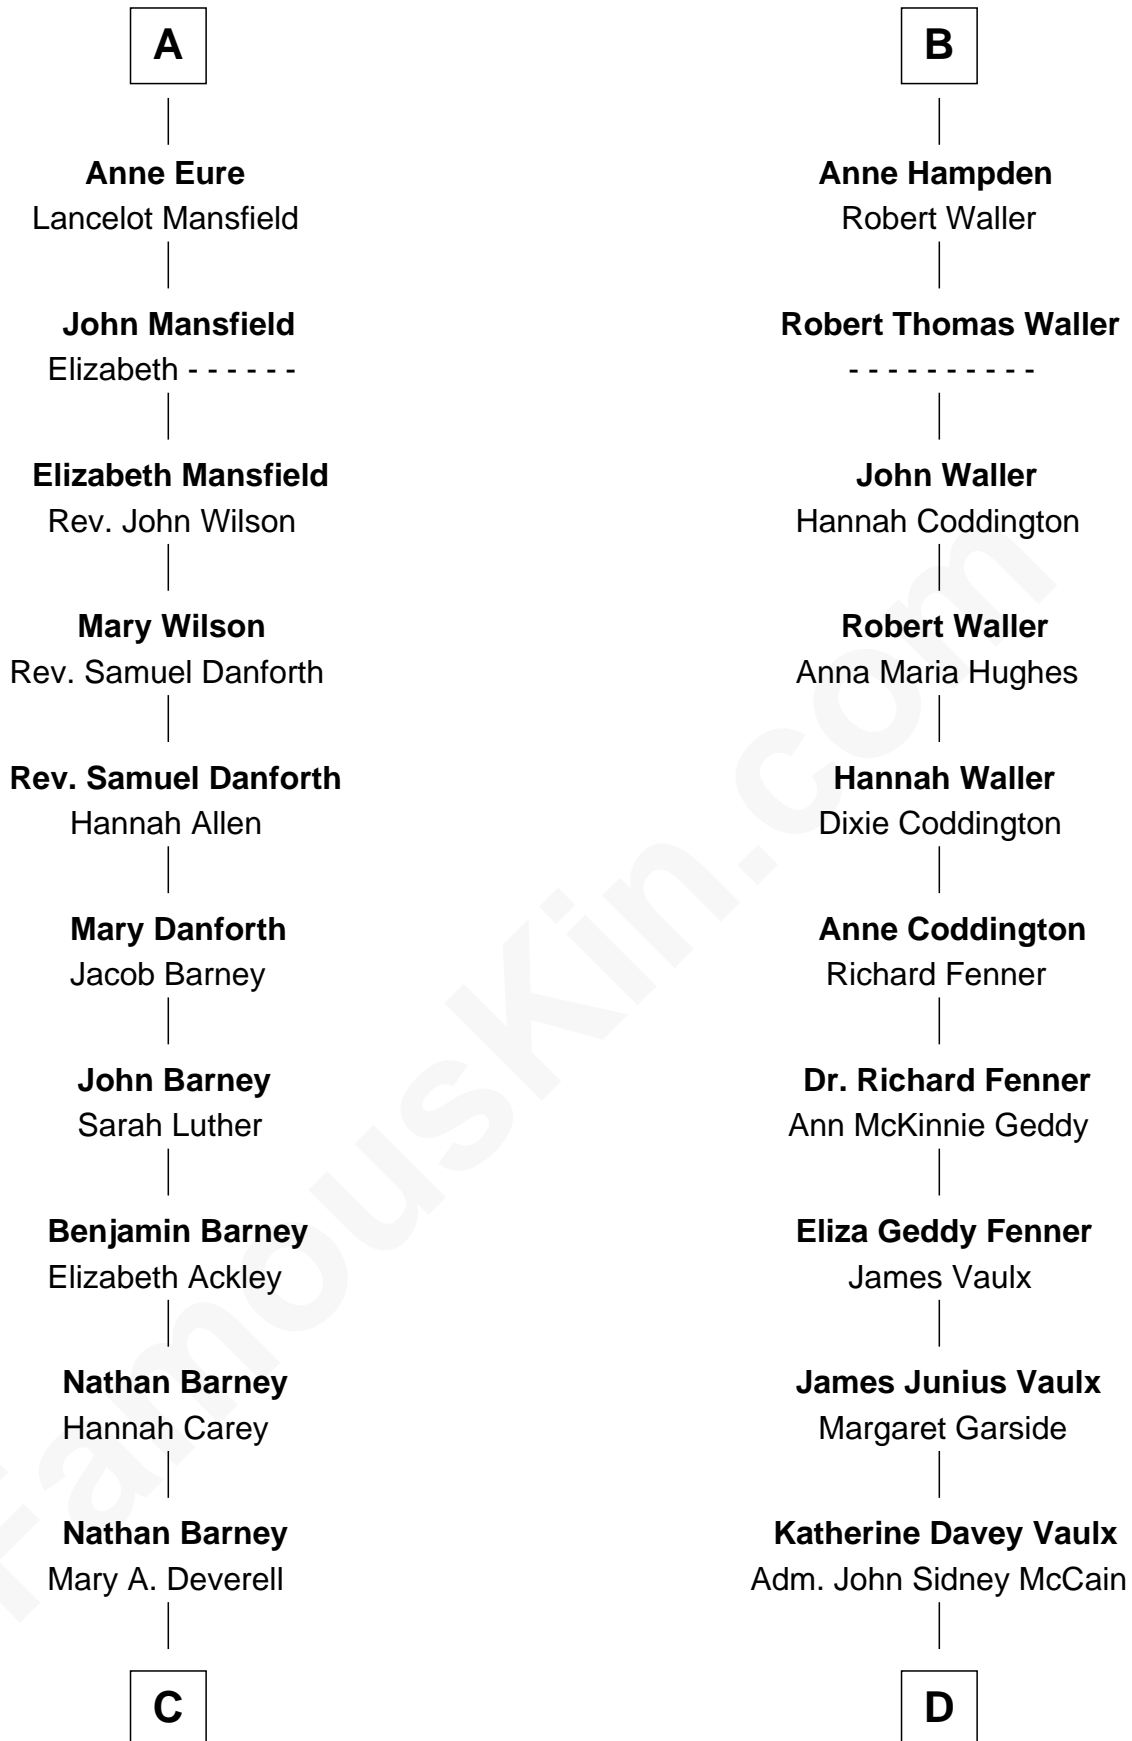 A
Anne Eure
Lancelot Mansfield
John Mansfield
Elizabeth - - - - - -
Elizabeth Mansfield
Rev. John Wilson
Mary Wilson
Rev. Samuel Danforth
Rev. Samuel Danforth
Hannah Allen
Mary Danforth
Jacob Barney
John Barney
Sarah Luther
Benjamin Barney
Elizabeth Ackley
Nathan Barney
Hannah Carey
Nathan Barney
Mary A. Deverell
C
B
Anne Hampden
Robert Waller
Robert Thomas Waller
- - - - - - - - - -
John Waller
Hannah Coddington
Robert Waller
Anna Maria Hughes
Hannah Waller
Dixie Coddington
Anne Coddington
Richard Fenner
Dr. Richard Fenner
Ann McKinnie Geddy
Eliza Geddy Fenner
James Vaulx
James Junius Vaulx
Margaret Garside
Katherine Davey Vaulx
Adm. John Sidney McCain
D
FamousKin.com